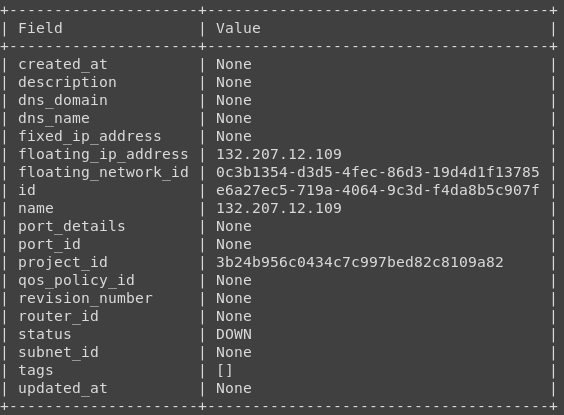 +---------------------+--------------------------------------+
| Field               | Value                                |
+---------------------+--------------------------------------+
| created_at          | None                                 |
| description         | None                                 |
| dns_domain          | None                                 |
| dns_name            | None                                 |
| fixed_ip_address    | None                                 |
| floating_ip_address | 132.207.12.109                       |
| floating_network_id | 0c3b1354-d3d5-4fec-86d3-19d4d1f13785 |
| id                  | e6a27ec5-719a-4064-9c3d-f4da8b5c907f |
| name                | 132.207.12.109                       |
| port_details        | None                                 |
| port_id             | None                                 |
| project_id          | 3b24b956c0434c7c997bed82c8109a82     |
| qos_policy_id       | None                                 |
| revision_number     | None                                 |
| router_id           | None                                 |
| status              | DOWN                                 |
| subnet_id           | None                                 |
| tags                | []                                   |
| updated_at          | None                                 |
+---------------------+--------------------------------------+